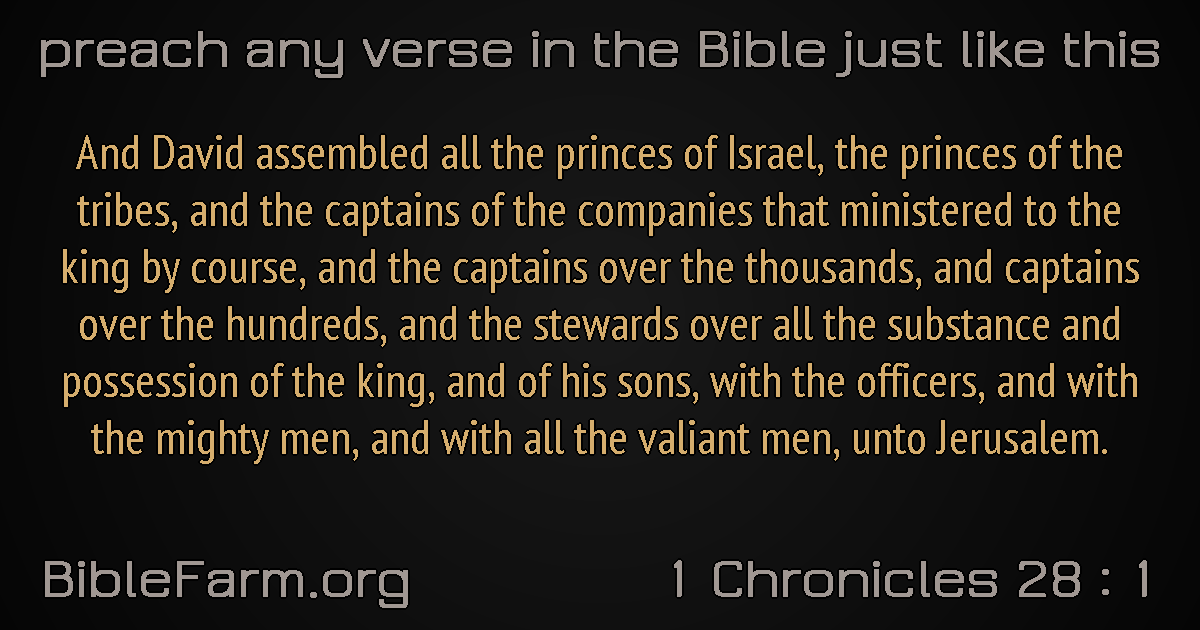 preach any verse in the Bible just like this
And David assembled all the princes of Israel, the princes of the
tribes, and the captains of the companies that ministered to the
king by course, and the captains over the thousands, and captains
over the hundreds, and the stewards over all the substance and
possession of the king, and of his sons, with the officers, and with
the mighty men, and with all the valiant men, unto Jerusalem.
BibleFarm.org 1 Chronicles 28 : 1